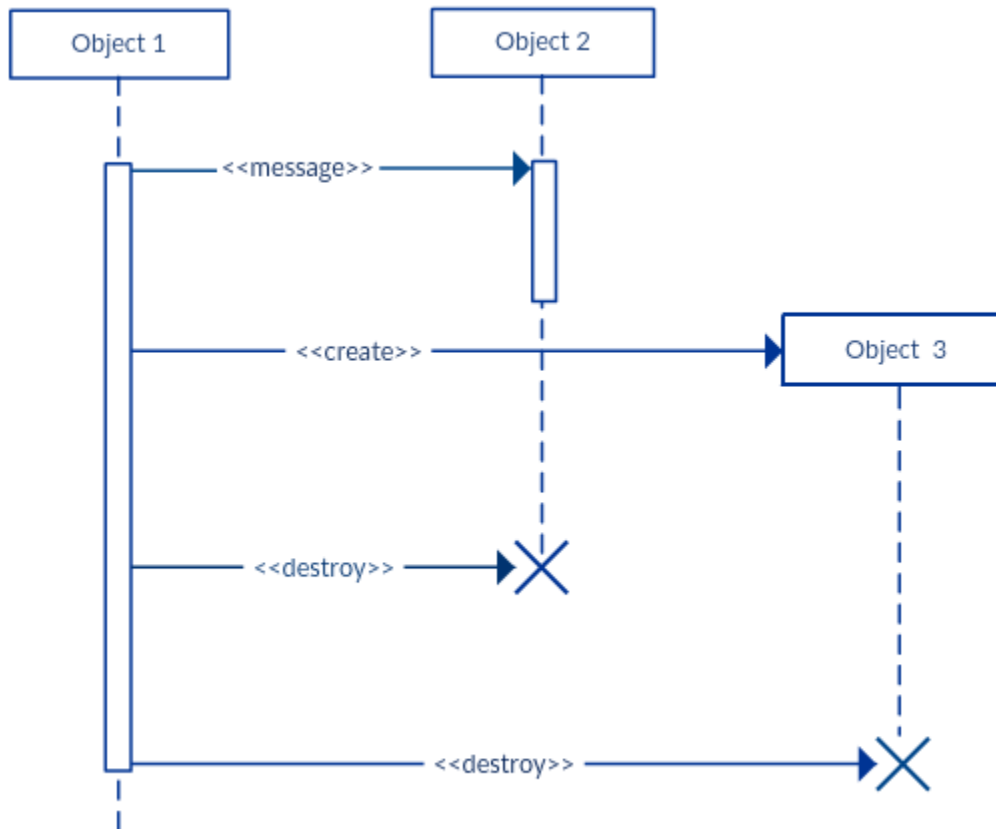 Object 1
Object 2
<<message>>
<<create>>
Object 3
<<destroy>>
<<destroy>>